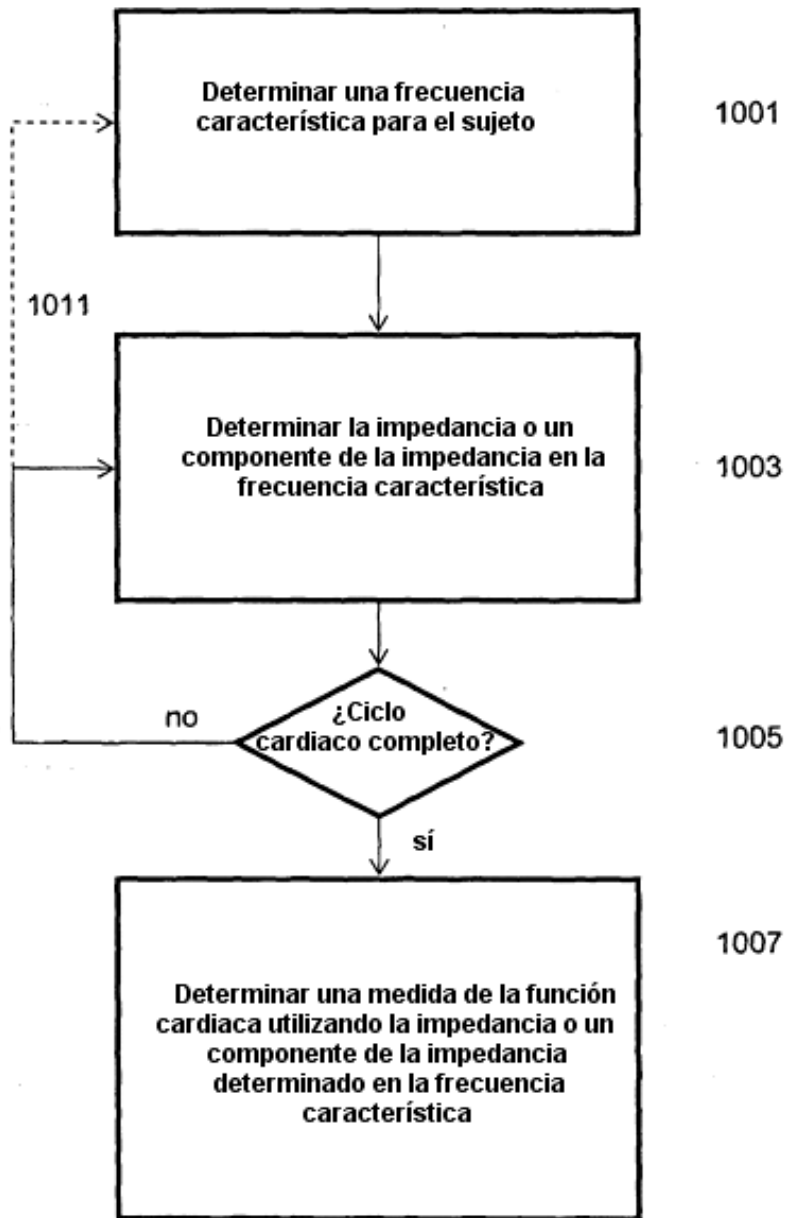 Determinar una frecuencia
característica para el sujeto
1001
1011
Determinar la impedancia o un
componente de la impedancia en la
frecuencia característica
1003
¿Ciclo
cardiaco completo?
no
1005
sí
1007
Determinar una medida de la función
cardiaca utilizando la impedancia o un
componente de la impedancia
determinado en la frecuencia
característica